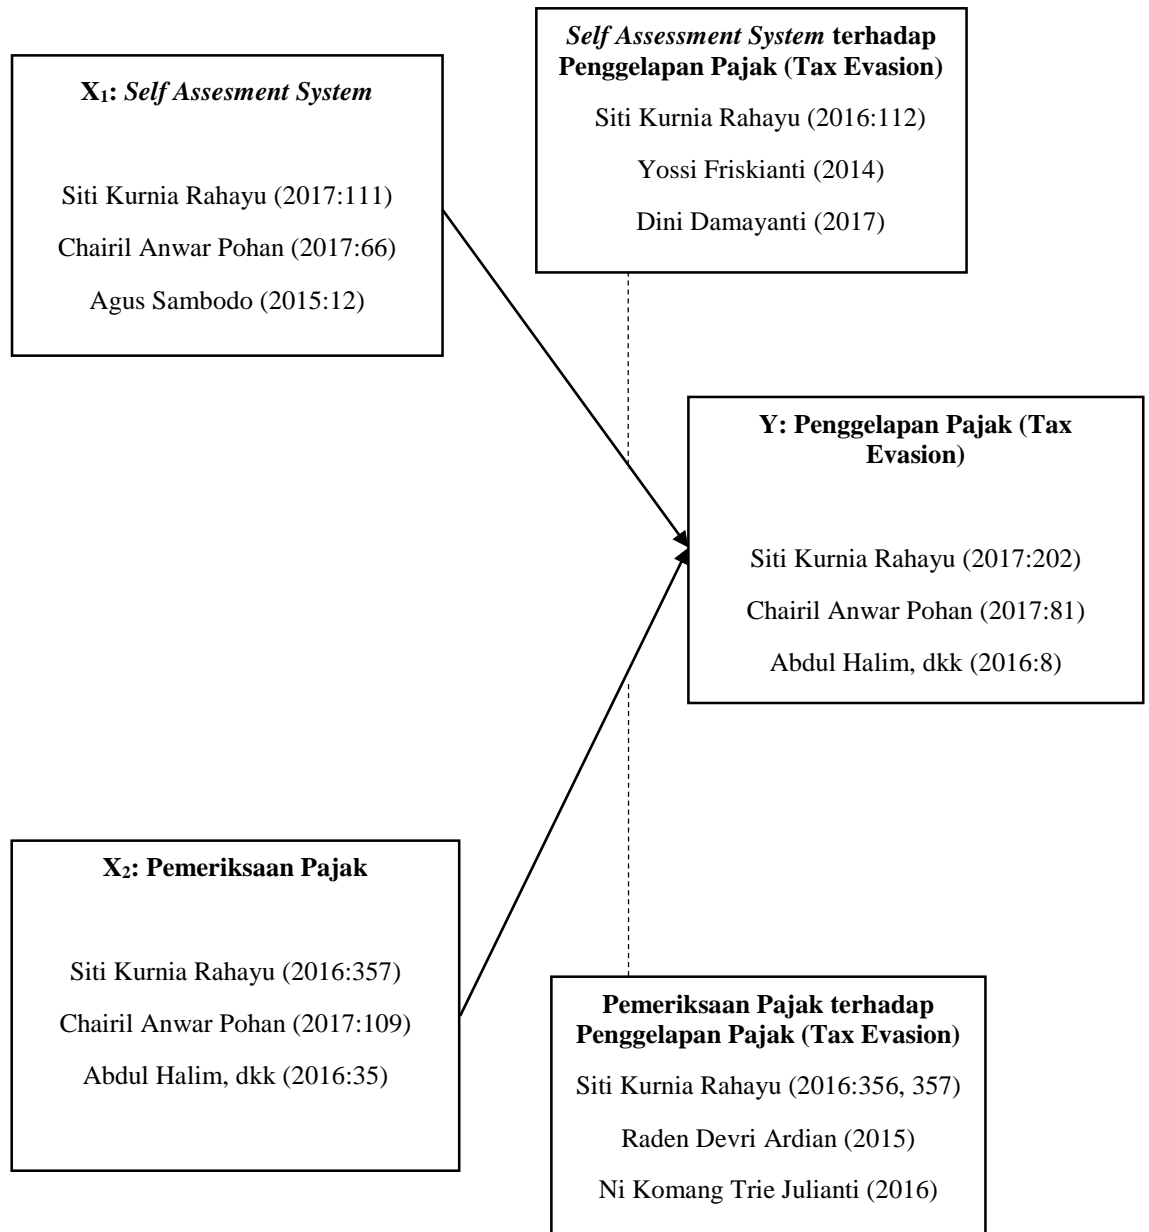 Self Assessment System terhadap
Penggelapan Pajak (Tax Evasion)
Siti Kurnia Rahayu (2016:112)
Yossi Friskianti (2014)
Dini Damayanti (2017)
X₁: Self Assesment System
Siti Kurnia Rahayu (2017:111)
Chairil Anwar Pohan (2017:66)
Agus Sambodo (2015:12)
Y: Penggelapan Pajak (Tax
Evasion)
Siti Kurnia Rahayu (2017:202)
Chairil Anwar Pohan (2017:81)
Abdul Halim, dkk (2016:8)
X₂: Pemeriksaan Pajak
Siti Kurnia Rahayu (2016:357)
Chairil Anwar Pohan (2017:109)
Abdul Halim, dkk (2016:35)
Pemeriksaan Pajak terhadap
Penggelapan Pajak (Tax Evasion)
Siti Kurnia Rahayu (2016:356, 357)
Raden Devri Ardian (2015)
Ni Komang Trie Julianti (2016)